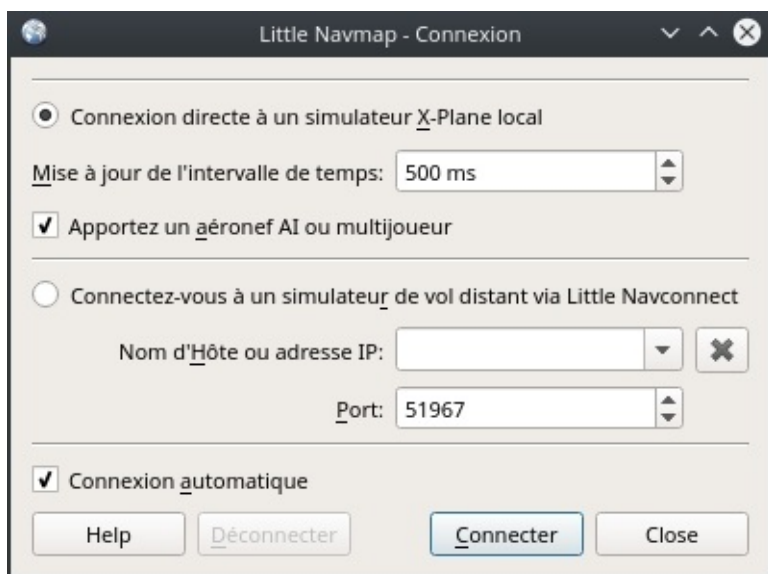 Little Navmap - Connexion
Connexion directe à un simulateur X-Plane local
Mise à jour de l'intervalle de temps: 500 ms
Apportez un aéronef AI ou multijoueur
Connectez-vous à un simulateur de vol distant via Little Navconnect
Nom d'Hôte ou adresse IP:
Port: 51967
Connexion automatique
Help Déconnecter Connecter Close